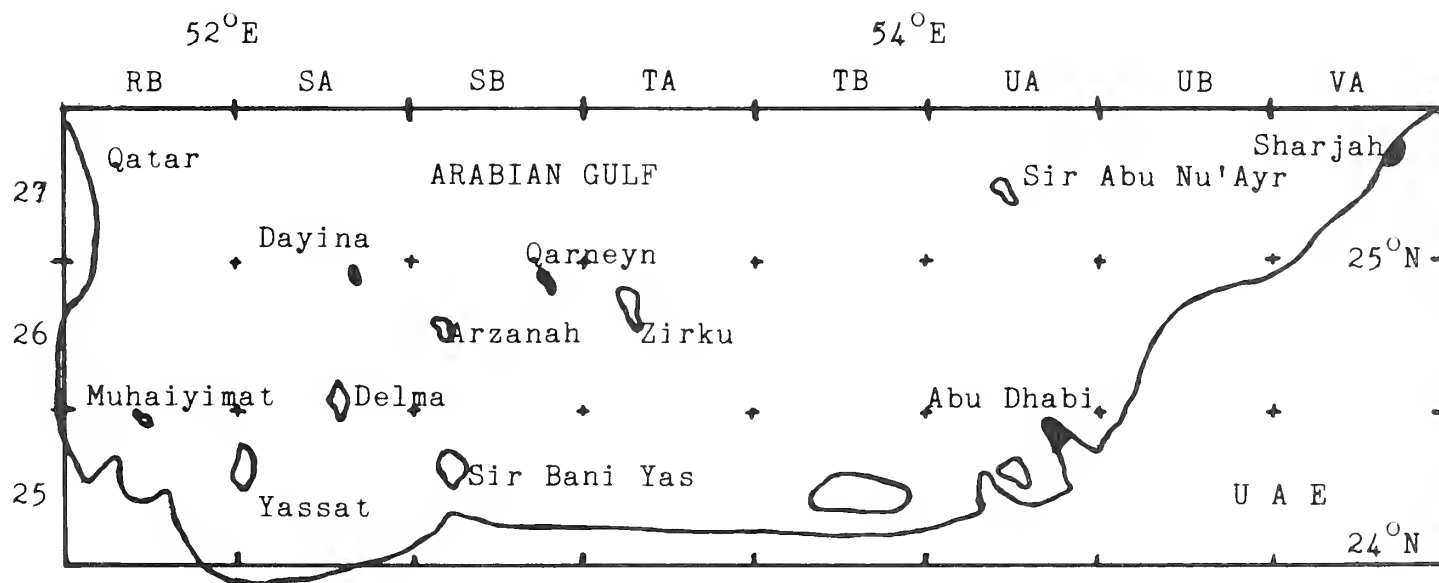 52°E 54°E
RB SA SB TA TB UA UB VA
Qatar ARABIAN GULF Sir Abu Nu'Ayr Sharjah
27
Dayina Qarneyn 25°N
26 Arzanah Zirku
Muhaiyimat Delma Abu Dhabi
25 Yassat Sir Bani Yas U A E
24°N